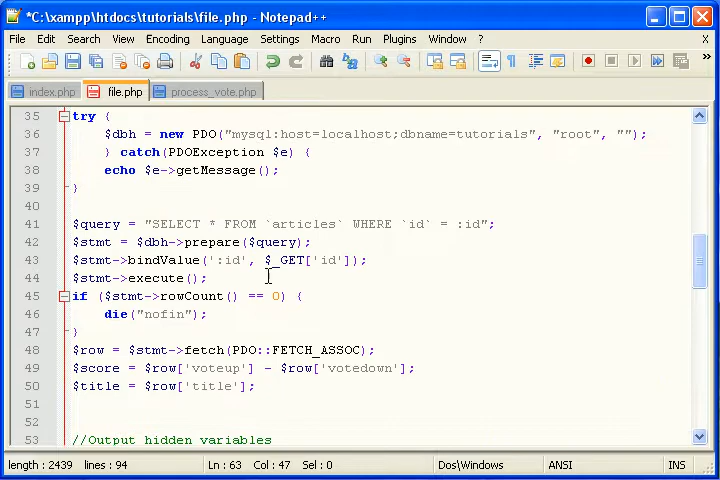 *C:\xampp\htdocs\tutorials\file.php - Notepad++
File Edit Search View Encoding Language Settings Macro Run Plugins Window X
index.php file.php process_vote.php
35 try {
36 $dbh = new PDO("mysql:host=localhost;dbname=tutorials", "root", "");
37 } catch(PDOException $e) {
38 echo $e->getMessage();
39 }
40
41 $query = "SELECT * FROM `articles` WHERE `id` = :id";
42 $stmt = $dbh->prepare($query);
43 $stmt->bindValue(':id', $_GET['id']);
44 $stmt->execute();
45 if ($stmt->rowCount() == 0) {
46 die("nofin");
47 }
48 $row = $stmt->fetch(PDO::FETCH_ASSOC);
49 $score = $row['voteup'] - $row['votedown'];
50 $title = $row['title'];
51
52
53 //Output hidden variables
length : 2439 lines : 94 Ln : 63 Col : 47 Sel : 0 Dos\Windows ANSI INS